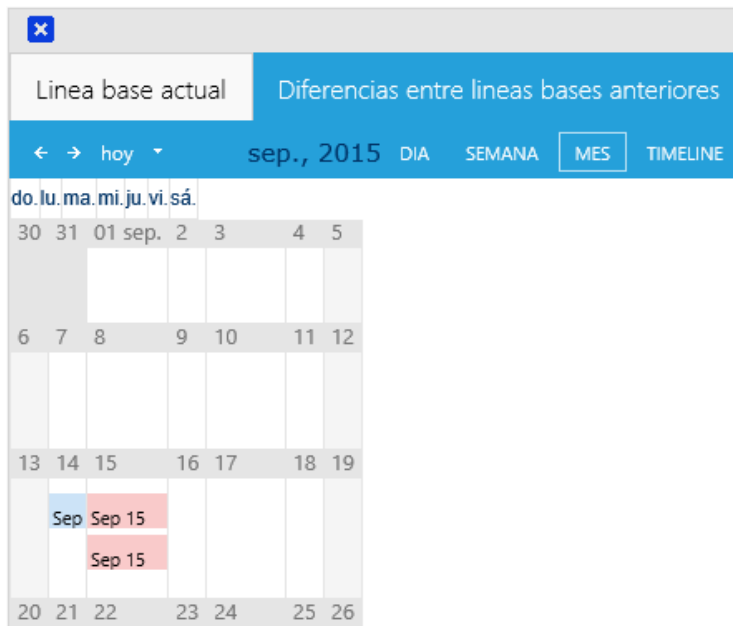 Linea base actual Diferencias entre lineas bases anteriores
hoy sep., 2015 DIA SEMANA MES TIMELINE
do. lu. ma. mi. ju. vi. sá.
30 31 01 sep. 2 3 4 5
6 7 8 9 10 11 12
13 14 15 16 17 18 19
Sep Sep 15
Sep 15
20 21 22 23 24 25 26